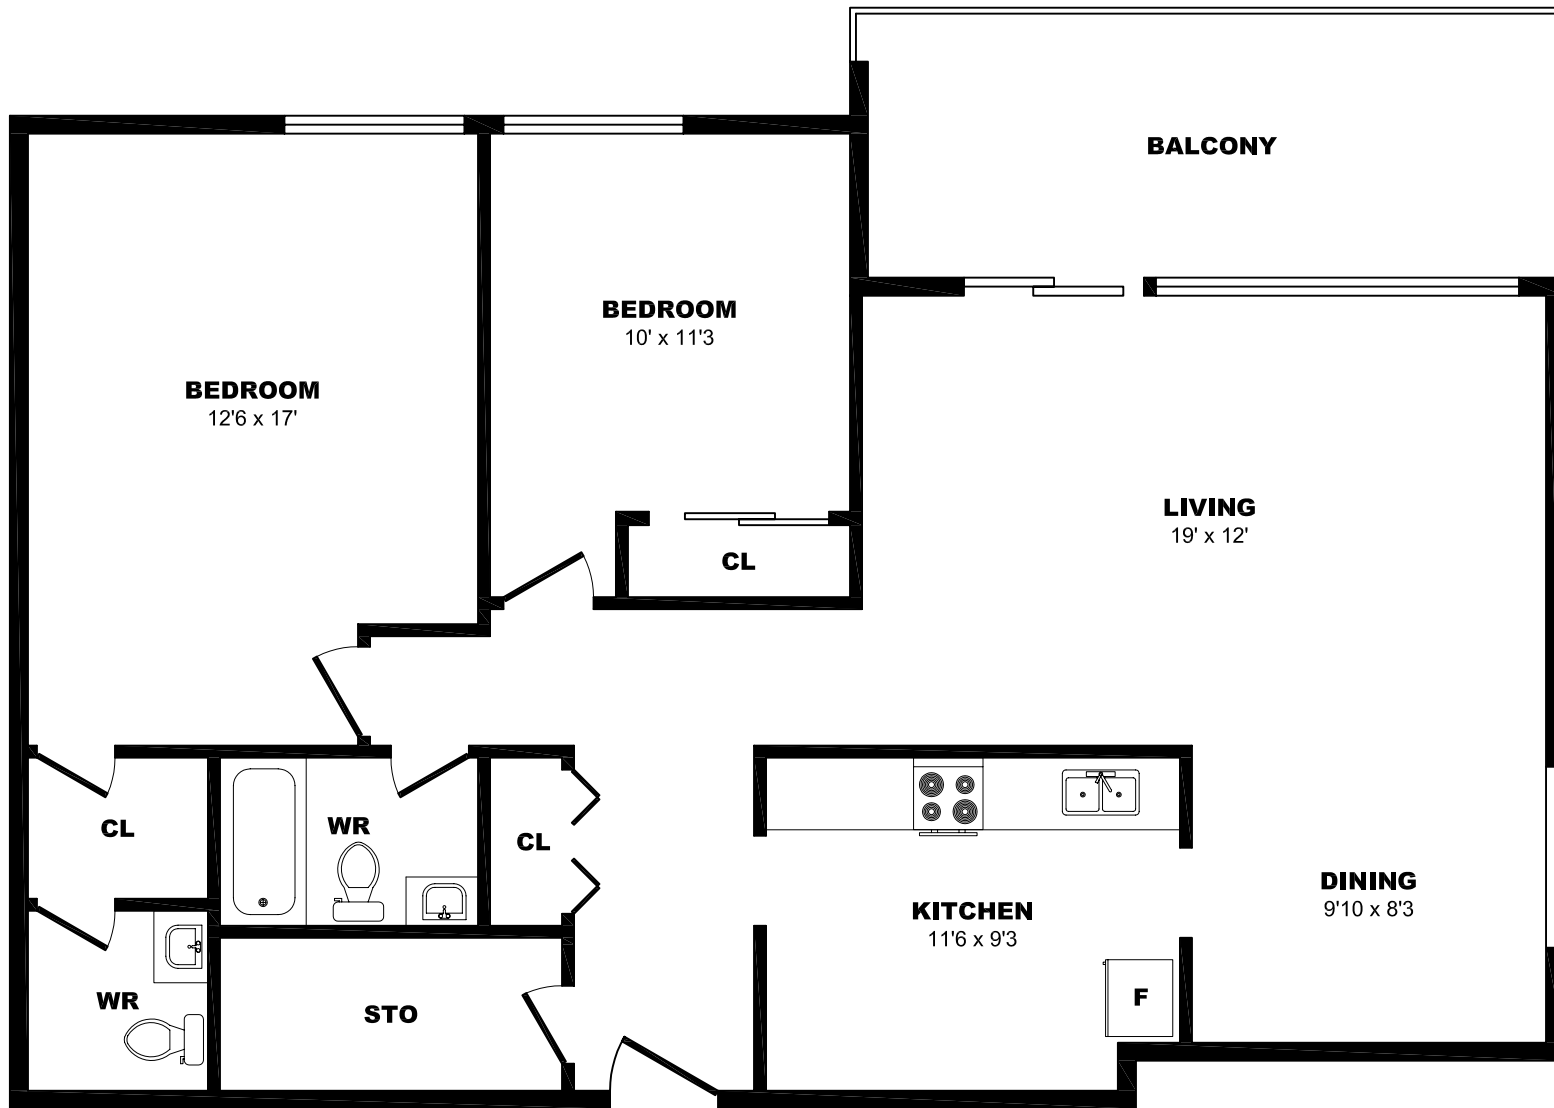 BALCONY
BEDROOM
10' x 11'3
BEDROOM
12'6 x 17'
LIVING
19' x 12'
CL
CL
WR
CL
DINING
9'10 x 8'3
KITCHEN
11'6 x 9'3
F
WR
STO